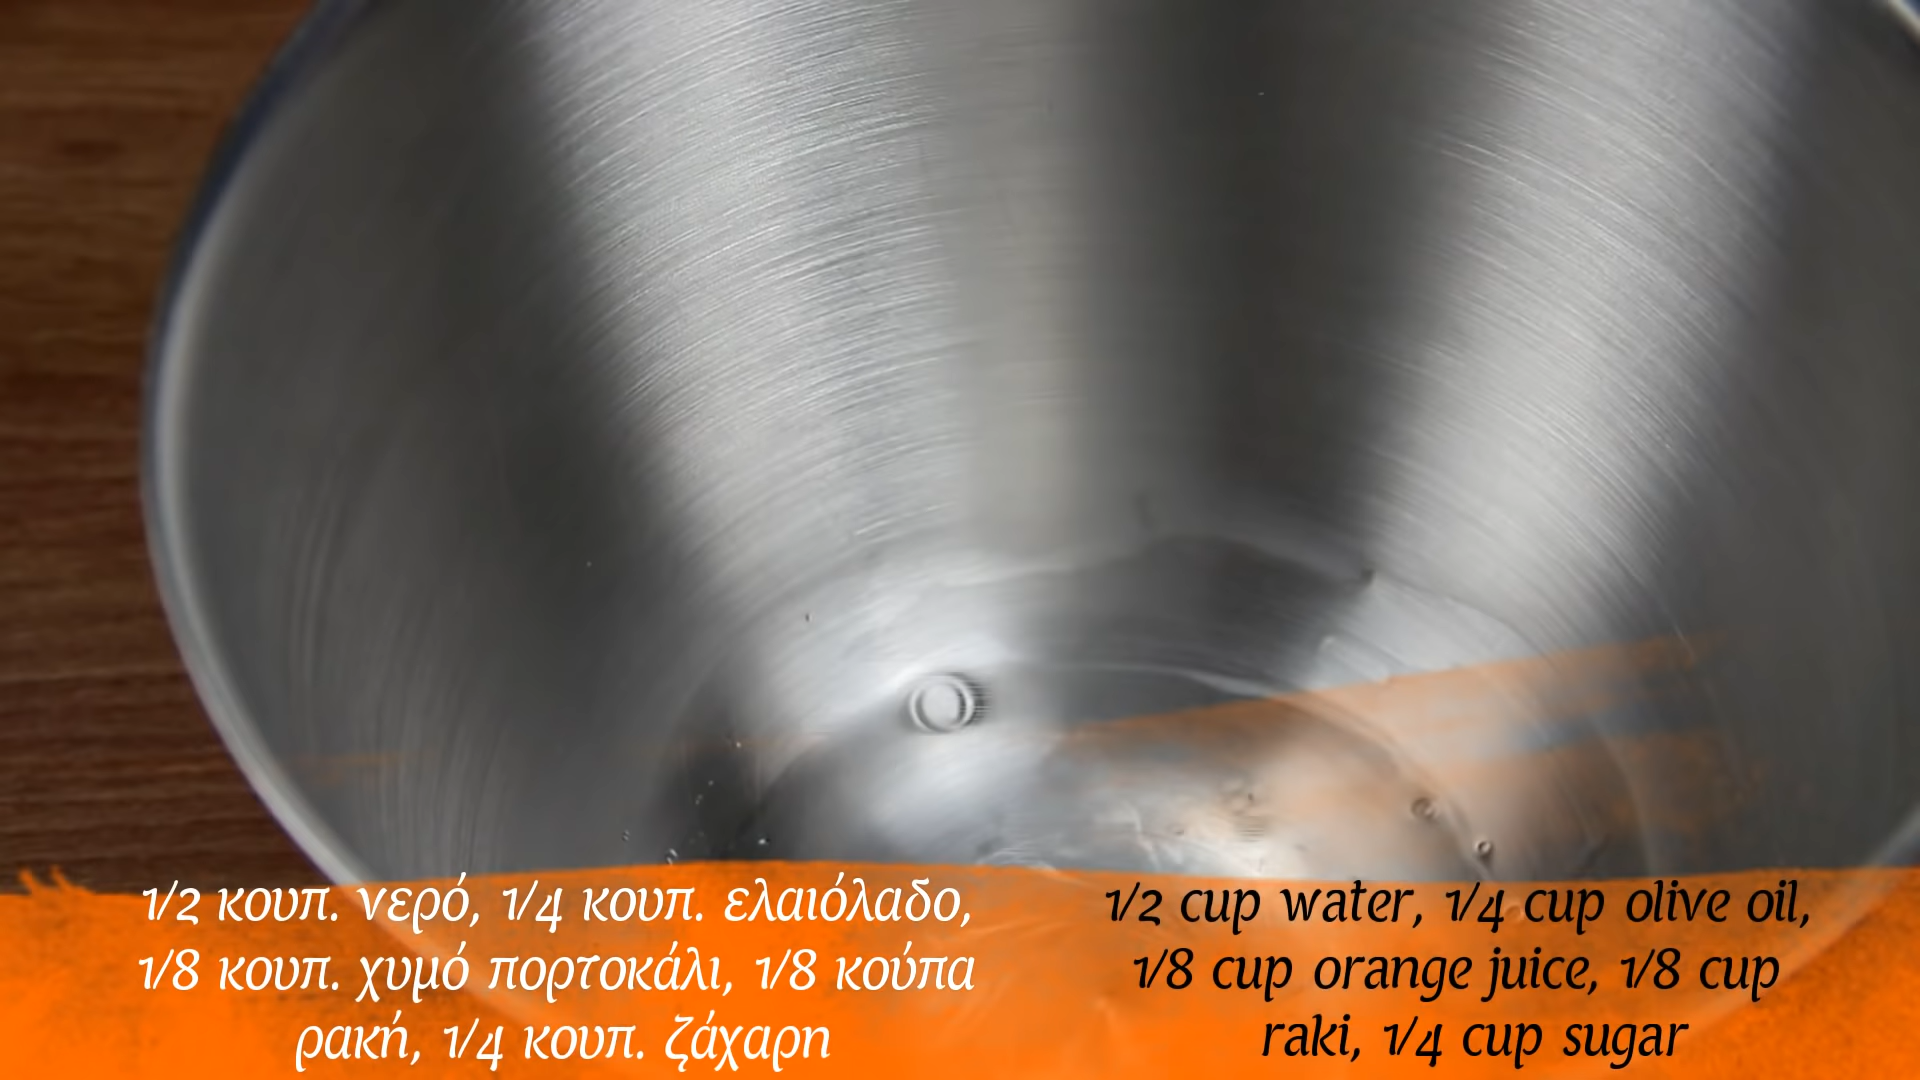 1/2 κουπ. νερό, 1/4 κουπ. ελαιόλαδο,
1/8 κουπ. χυμό πορτοκάλι, 1/8 κούπα
ρακή, 1/4 κουπ. ζάχαρη
1/2 cup water, 1/4 cup olive oil,
1/8 cup orange juice, 1/8 cup
raki, 1/4 cup sugar